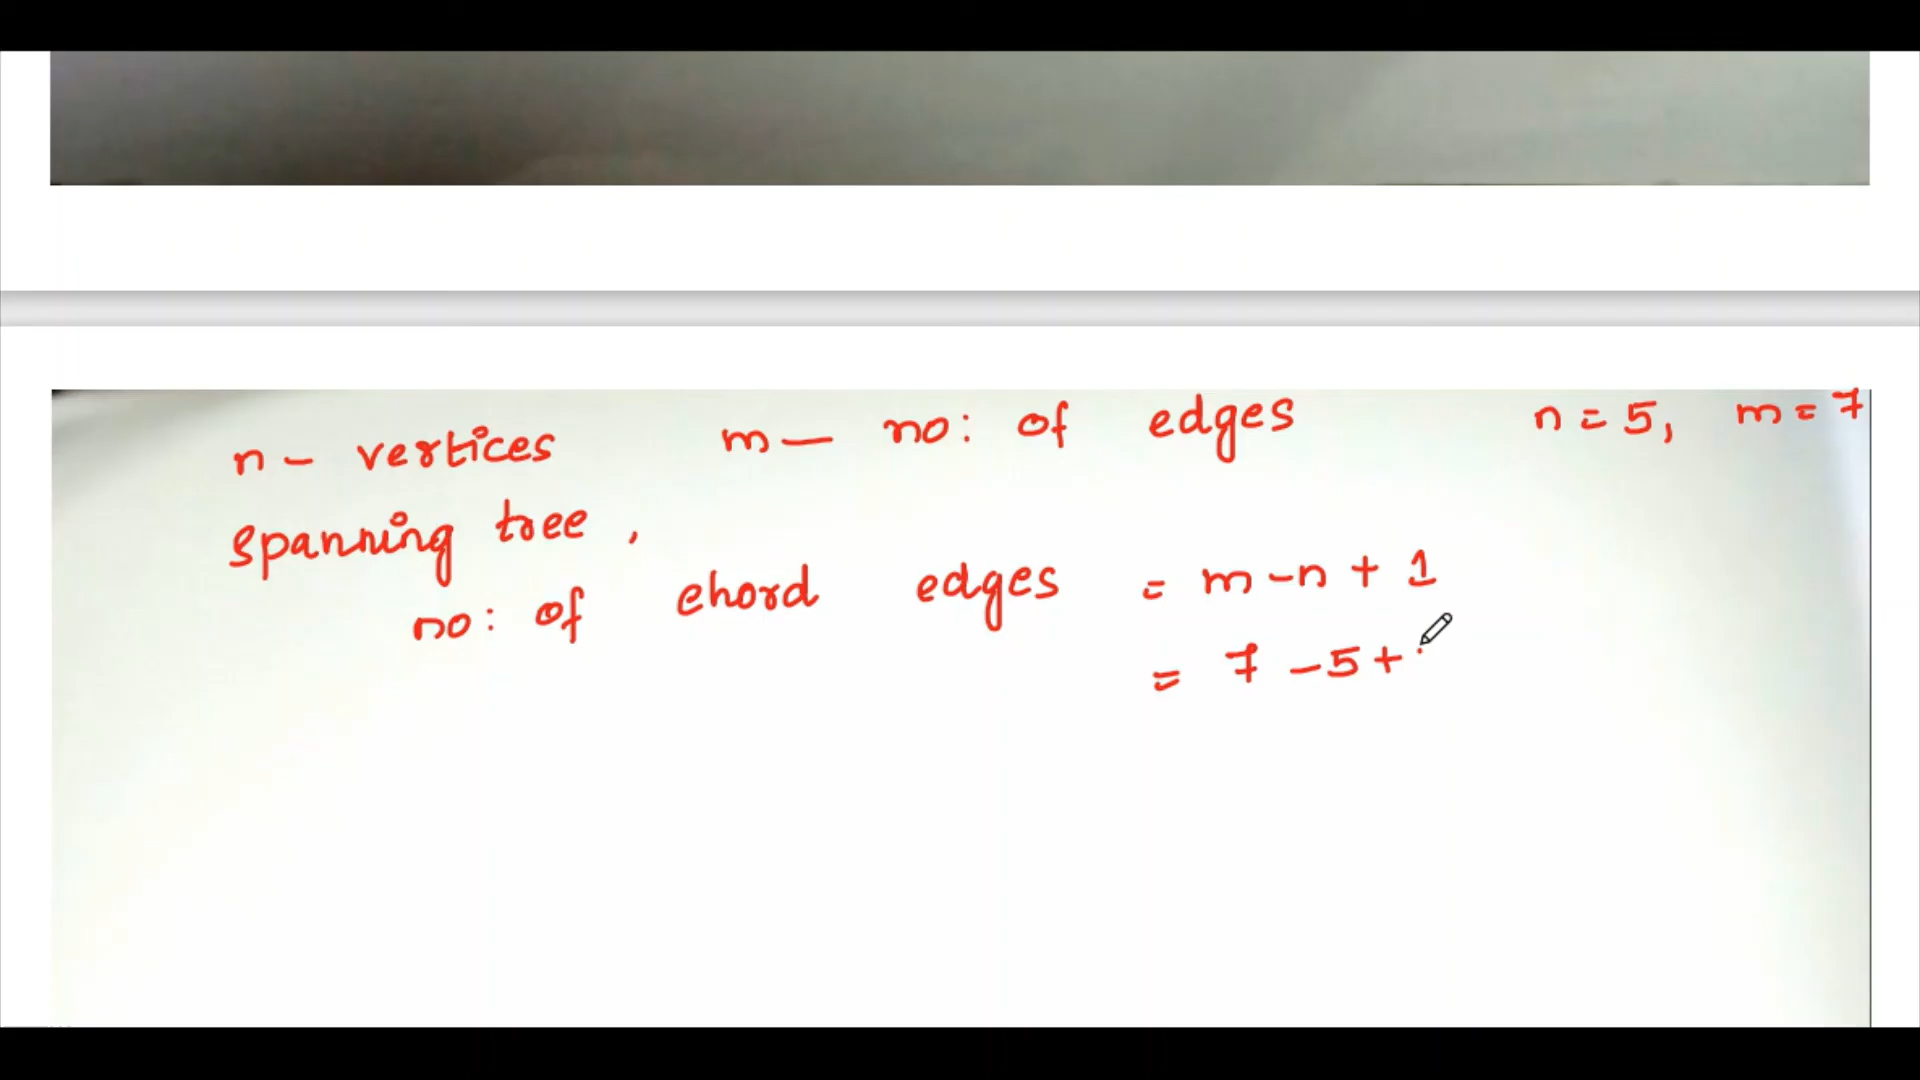 n - vertices m - no: of edges n = 5, m = 7
Spanning tree,
no: of chord edges = m - n + 1
= 7 - 5 +